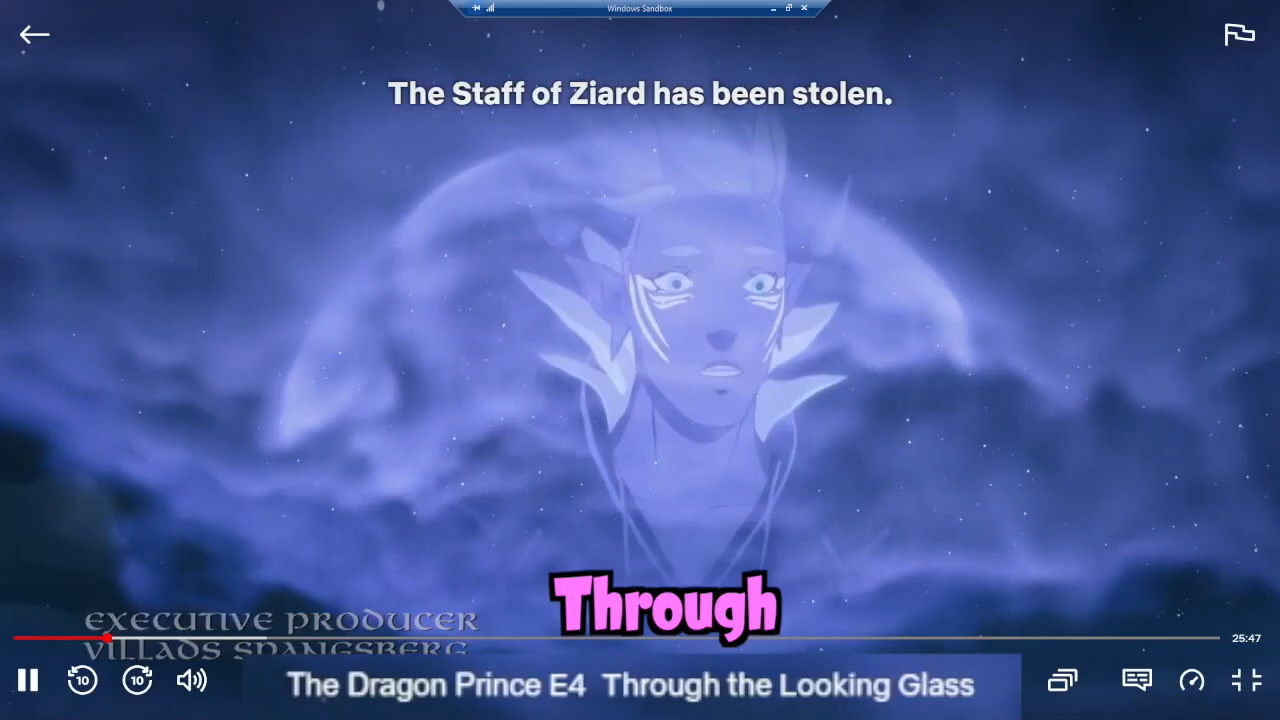 Windows Sandbox
The Staff of Ziard has been stolen.
Through
EXECUTIVE PRODUCER
VILLADS SPANGSBERG
25:47
10
10
The Dragon Prince E4 Through the Looking Glass